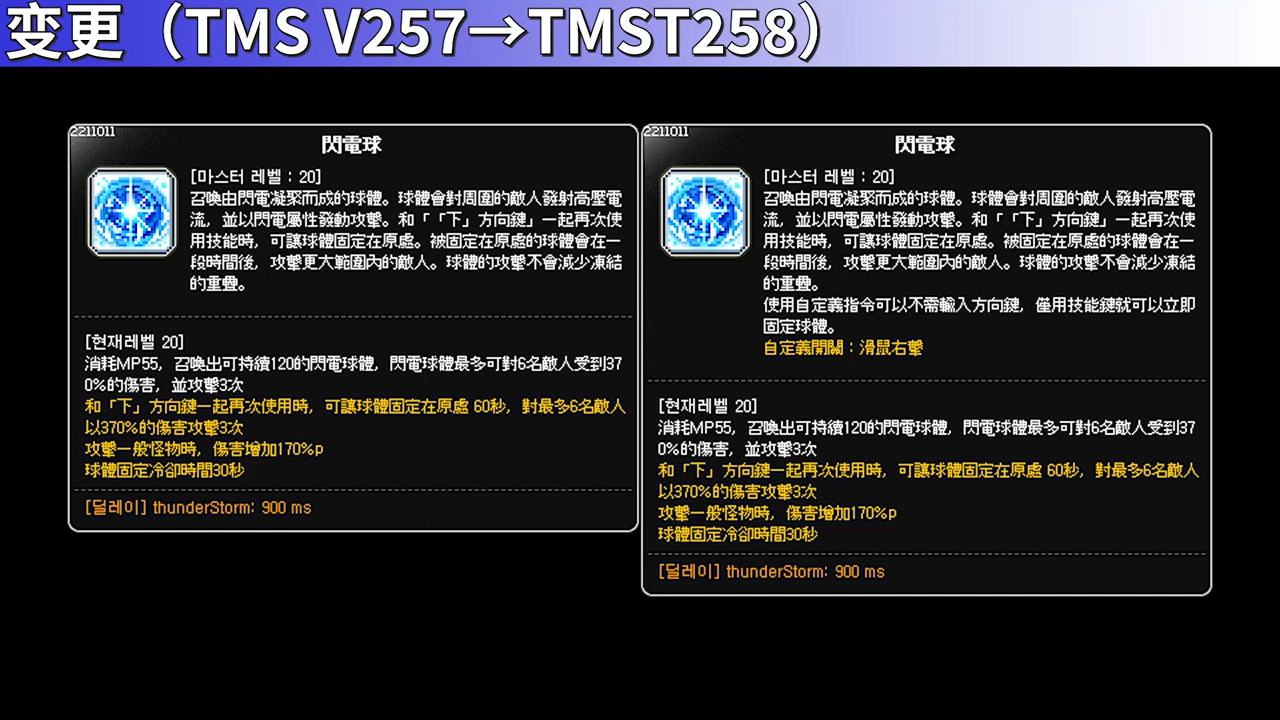 变更（TMS V257→TMST258）
2211011
閃電球
[마스터 레벨 : 20]
召喚由閃電凝聚而成的球體。球體會對周圍的敵人發射高壓電
流，並以閃電屬性發動攻擊。和「「下」方向鍵」一起再次使
用技能時，可讓球體固定在原處。被固定在原處的球體會在一
段時間後，攻擊更大範圍內的敵人。球體的攻擊不會減少凍結
的重疊。
[현재레벨 20]
消耗MP55，召喚出可持續120的閃電球體，閃電球體最多可對6名敵人受到37
0%的傷害，並攻擊3次
和「下」方向鍵一起再次使用時，可讓球體固定在原處 60秒，對最多6名敵人
以370%的傷害攻擊3次
攻擊一般怪物時，傷害增加170%p
球體固定冷卻時間30秒
[딜레이] thunderStorm: 900 ms
2211011
閃電球
[마스터 레벨 : 20]
召喚由閃電凝聚而成的球體。球體會對周圍的敵人發射高壓電
流，並以閃電屬性發動攻擊。和「「下」方向鍵」一起再次使
用技能時，可讓球體固定在原處。被固定在原處的球體會在一
段時間後，攻擊更大範圍內的敵人。球體的攻擊不會減少凍結
的重疊。
使用自定義指令可以不需輸入方向鍵，僅用技能鍵就可以立即
固定球體。
自定義開關：滑鼠右擊
[현재레벨 20]
消耗MP55，召喚出可持續120的閃電球體，閃電球體最多可對6名敵人受到37
0%的傷害，並攻擊3次
和「下」方向鍵一起再次使用時，可讓球體固定在原處 60秒，對最多6名敵人
以370%的傷害攻擊3次
攻擊一般怪物時，傷害增加170%p
球體固定冷卻時間30秒
[딜레이] thunderStorm: 900 ms